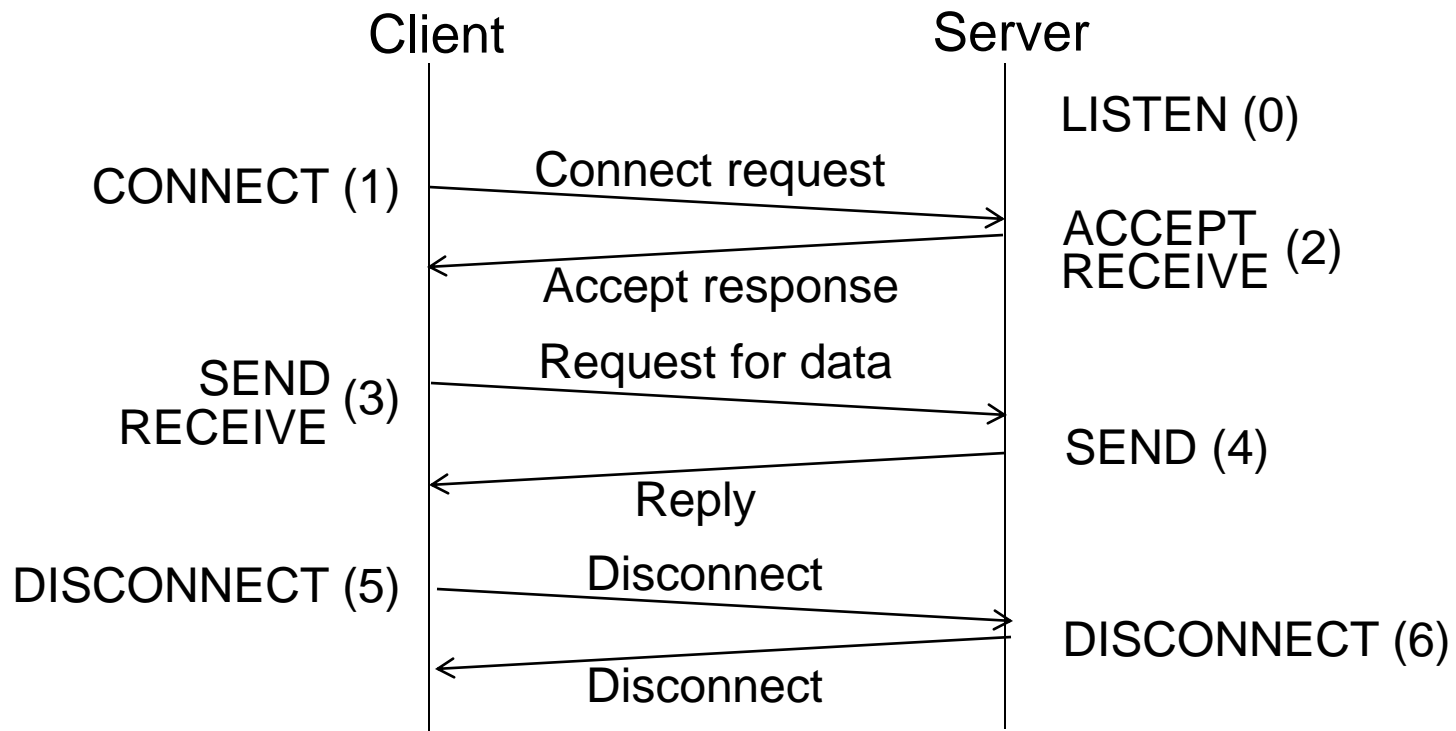 Client
Server
LISTEN (0)
Connect request
CONNECT (1)
ACCEPT
RECEIVE (2)
Accept response
Request for data
SEND
RECEIVE (3)
SEND (4)
Reply
Disconnect
DISCONNECT (5)
DISCONNECT (6)
Disconnect